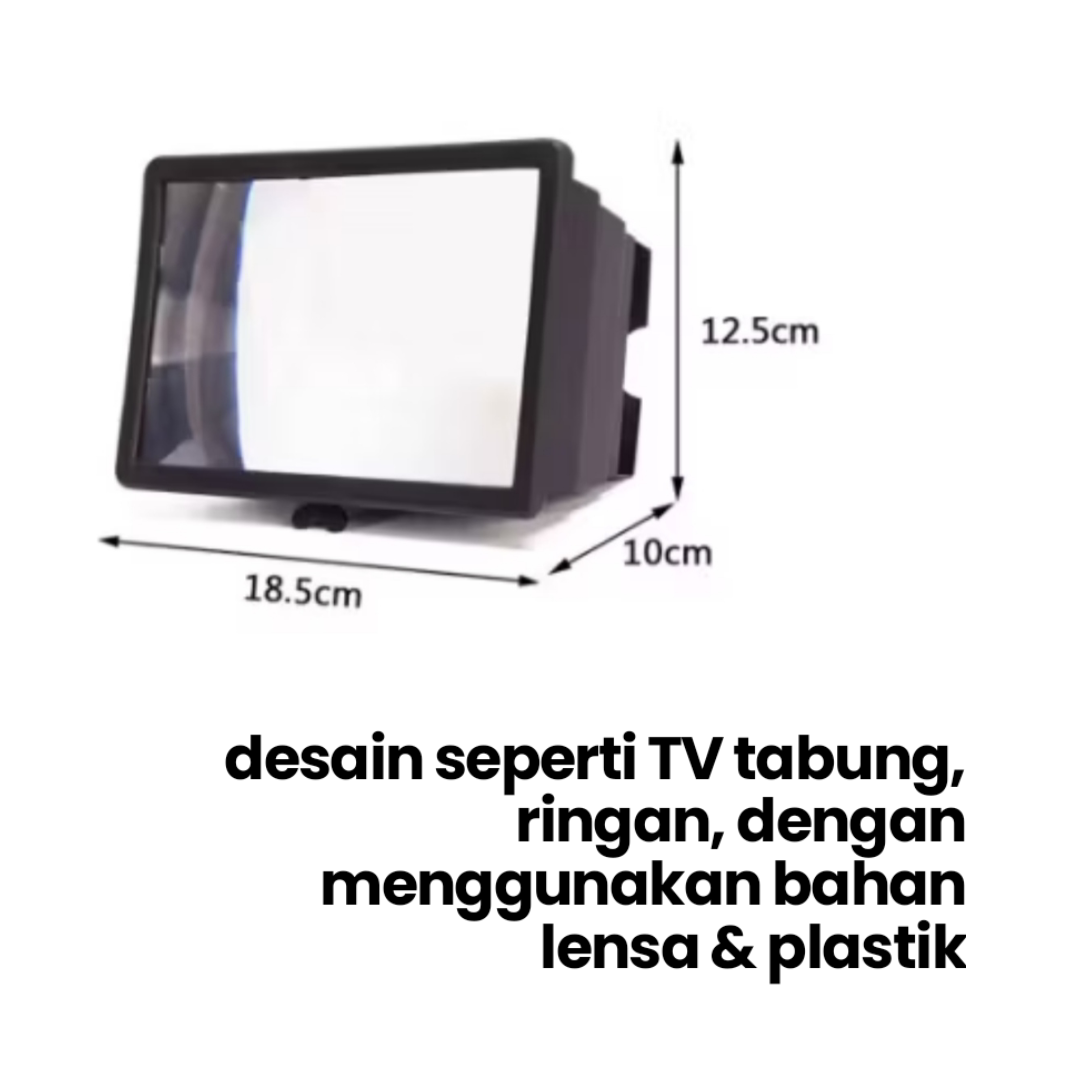 12.5cm
10cm
18.5cm
desain seperti TV tabung,
ringan, dengan
menggunakan bahan
lensa & plastik